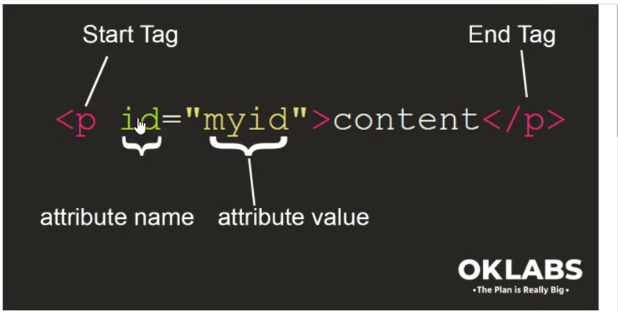 Start Tag
End Tag
<p id="myid">content</p>
attribute name
attribute value
OKLABS
•The Plan is Really Big•